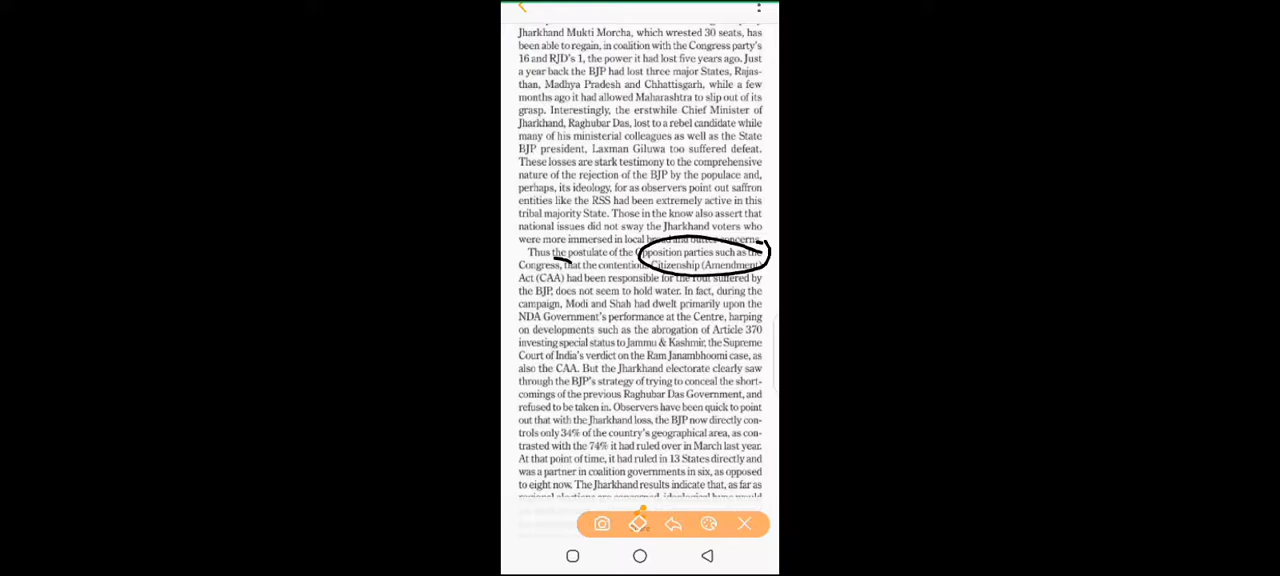 Jharkhand Mukti Morcha, which wrested 30 seats, has
been able to regain, in coalition with the Congress party's
16 and RJD's 1, the power it had lost five years ago. Just
a year back the BJP had lost three major States, Rajas-
than, Madhya Pradesh and Chhattisgarh, while a few
months ago it had allowed Maharashtra to slip out of its
grasp. Interestingly, the erstwhile Chief Minister of
Jharkhand, Raghubar Das, lost to a rebel candidate while
many of his ministerial colleagues as well as the State
BJP president, Laxman Giluwa too suffered defeat.
These losses are stark testimony to the comprehensive
nature of the rejection of the BJP by the populace and,
perhaps, its ideology, for as observers point out saffron
entities like the RSS had been extremely active in this
tribal majority State. Those in the know also assert that
national issues did not sway the Jharkhand voters who
were more immersed in local concerns.
Thus the postulate of the Opposition parties such as the
Congress, that the contentious Citizenship (Amendment)
Act (CAA) had been responsible for the rout suffered by
the BJP, does not seem to hold water. In fact, during the
campaign, Modi and Shah had dwelt primarily upon the
NDA Government's performance at the Centre, harping
on developments such as the abrogation of Article 370
investing special status to Jammu & Kashmir, the Supreme
Court of India's verdict on the Ram Janambhoomi case, as
also the CAA. But the Jharkhand electorate clearly saw
through the BJP's strategy of trying to conceal the short-
comings of the previous Raghubar Das Government, and
refused to be taken in. Observers have been quick to point
out that with the Jharkhand loss, the BJP now directly con-
trols only 34% of the country's geographical area, as con-
trasted with the 74% it had ruled over in March last year.
At that point of time, it had ruled in 13 States directly and
was a partner in coalition governments in six, as opposed
to eight now. The Jharkhand results indicate that, as far as